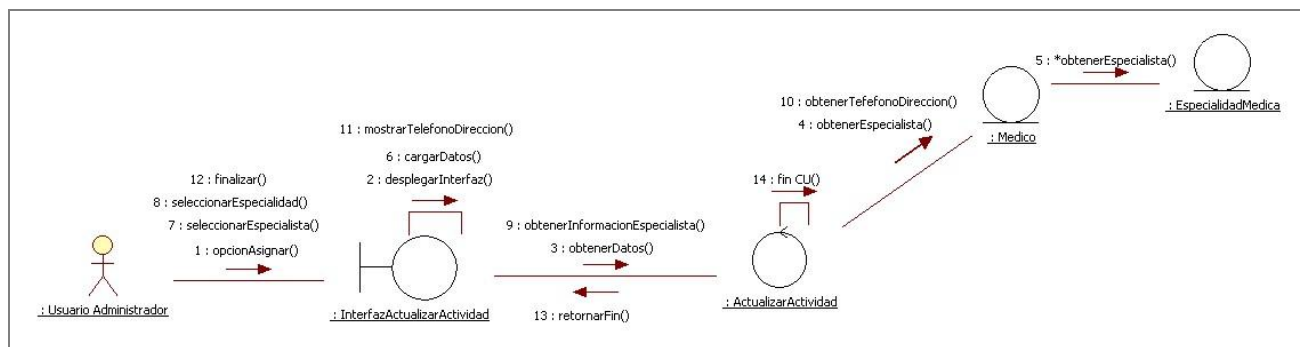 5 : *obtenerEspecialista()
: EspecialidadMedica
10 : obtenerTefefonoDireccion()
4 : obtenerEspecialista()
: Medico
11 : mostrarTelefonoDireccion()
6 : cargarDatos()
2 : desplegarInterfaz()
14 : fin CU()
12 : finalizar()
8 : seleccionarEspecialidad()
7 : seleccionarEspecialista()
1 : opcionAsignar()
9 : obtenerInformacionEspecialista()
3 : obtenerDatos()
: Usuario Administrador
: InterfazActualizarActividad
13 : retornarFin()
: ActualizarActividad